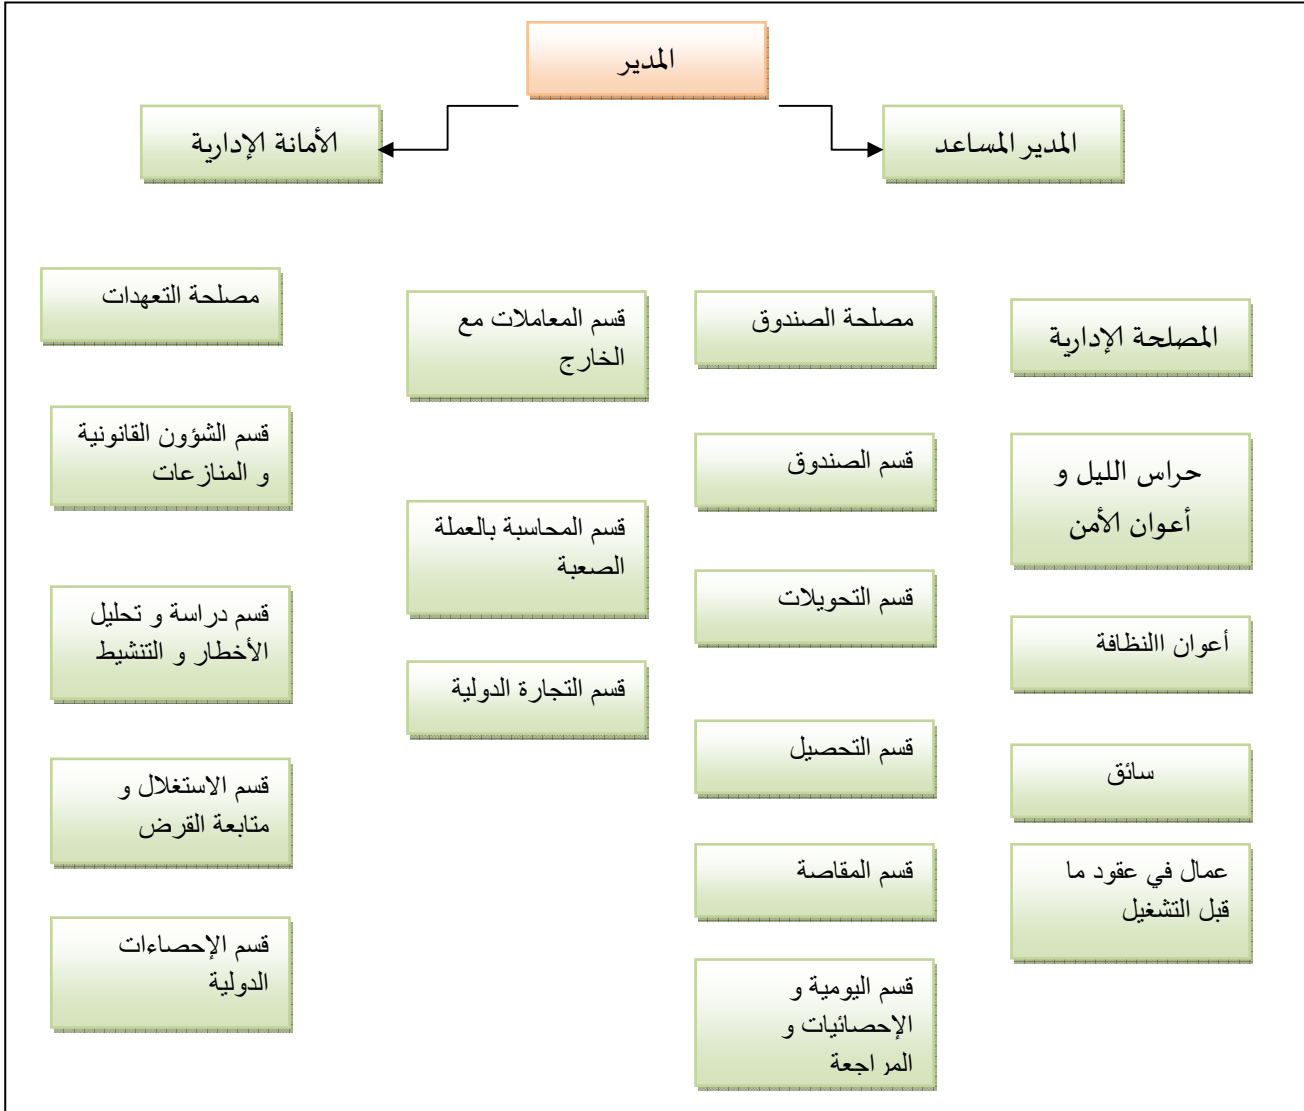 المدير
المدير المساعد
الأمانة الإدارية
المصلحة الإدارية
حراس الليل و
أعوان الأمن
أعوان االنظافة
سائق
عمال في عقود ما
قبل التشغيل
مصلحة الصندوق
قسم الصندوق
قسم التحويلات
قسم التحصيل
قسم المقاصة
قسم اليومية و
الإحصائيات و
المراجعة
قسم المعاملات مع
الخارج
قسم المحاسبة بالعملة
الصعبة
قسم التجارة الدولية
مصلحة التعهدات
قسم الشؤون القانونية
و المنازعات
قسم دراسة و تحليل
الأخطار و التنشيط
قسم الاستغلال و
متابعة القرض
قسم الإحصاءات
الدولية